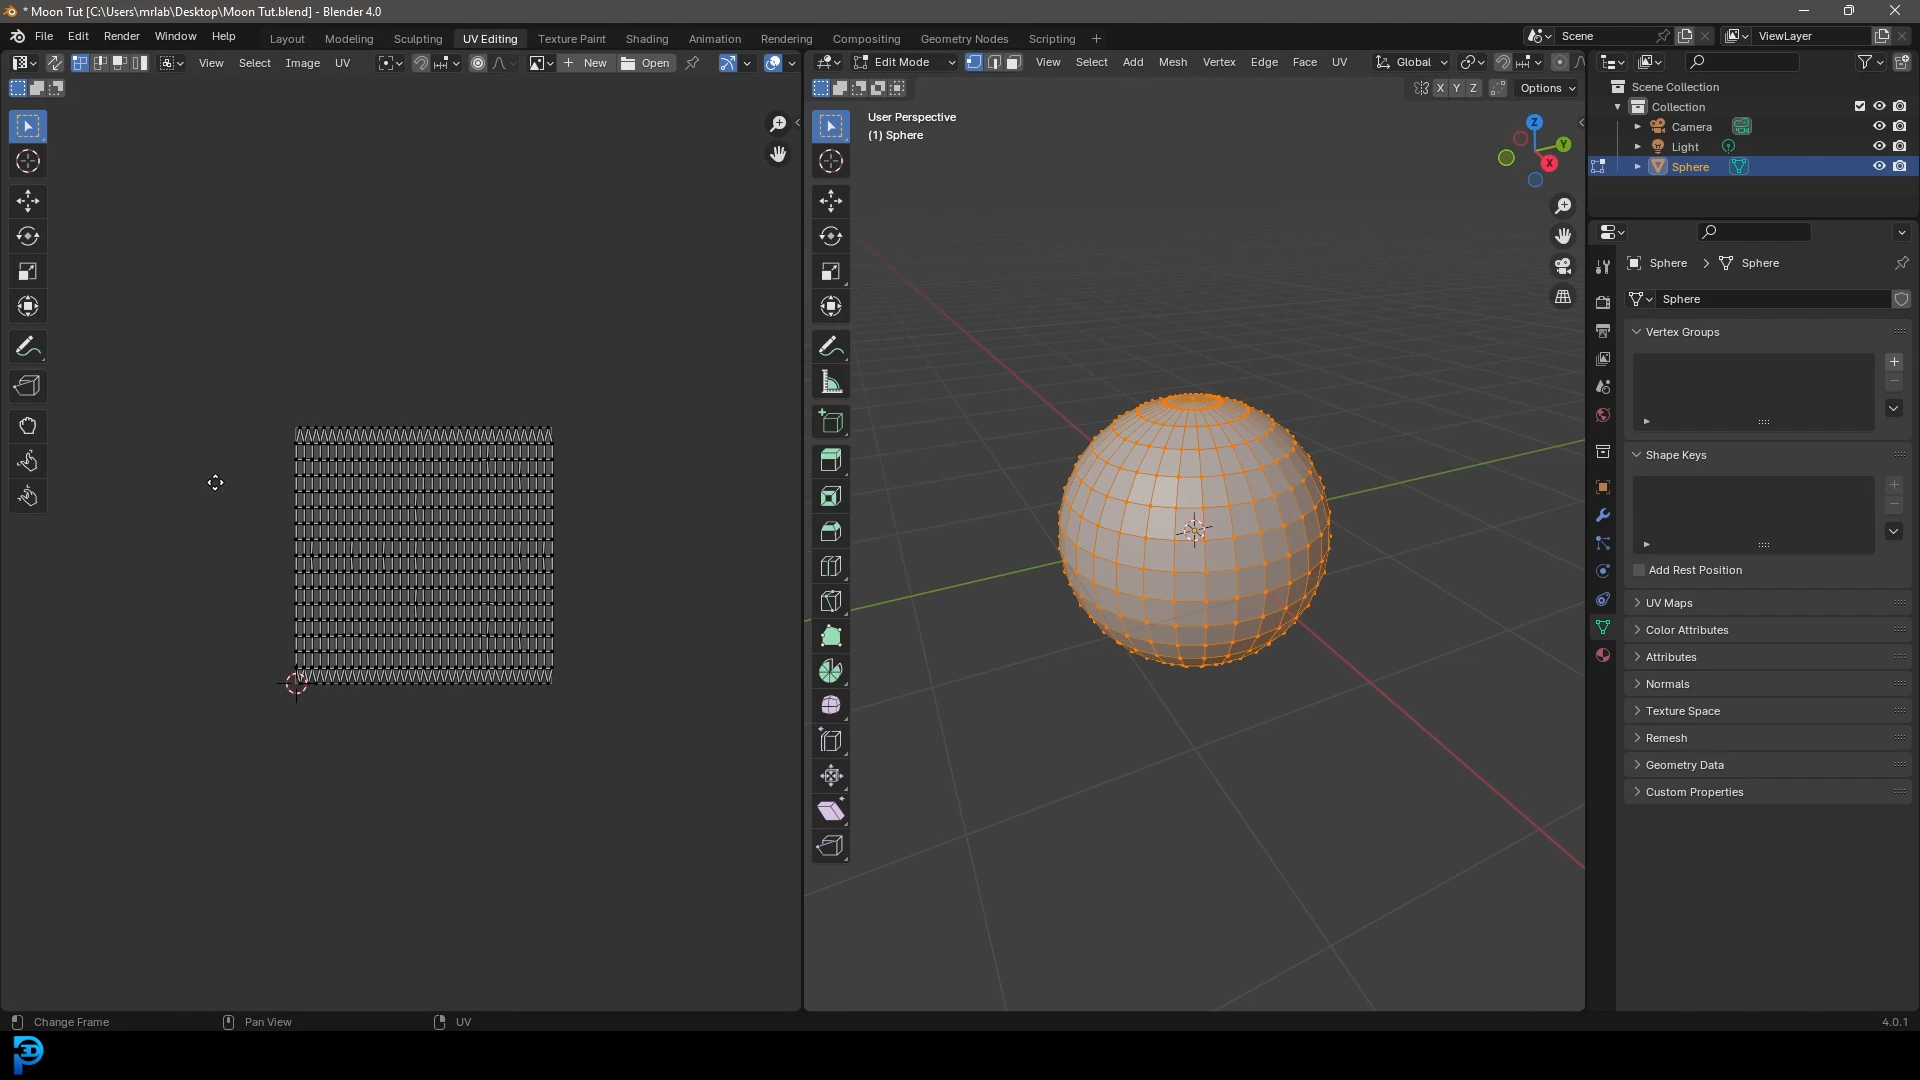 * Moon Tut [C:\Users\mrlab\Desktop\Moon Tut.blend] - Blender 4.0
File Edit Render Window Help Layout Modeling Sculpting UV Editing Texture Paint Shading Animation Rendering Compositing Geometry Nodes Scripting + Scene ViewLayer
View Select Image UV New Open Edit Mode View Select Add Mesh Vertex Edge Face UV Global
X Y Z Options
Scene Collection
Collection
Camera
Light
Sphere
User Perspective
(1) Sphere
Z
Y
X
Sphere > Sphere
Sphere
Vertex Groups
Shape Keys
Add Rest Position
UV Maps
Color Attributes
Attributes
Normals
Texture Space
Remesh
Geometry Data
Custom Properties
Change Frame Pan View UV 4.0.1
3D